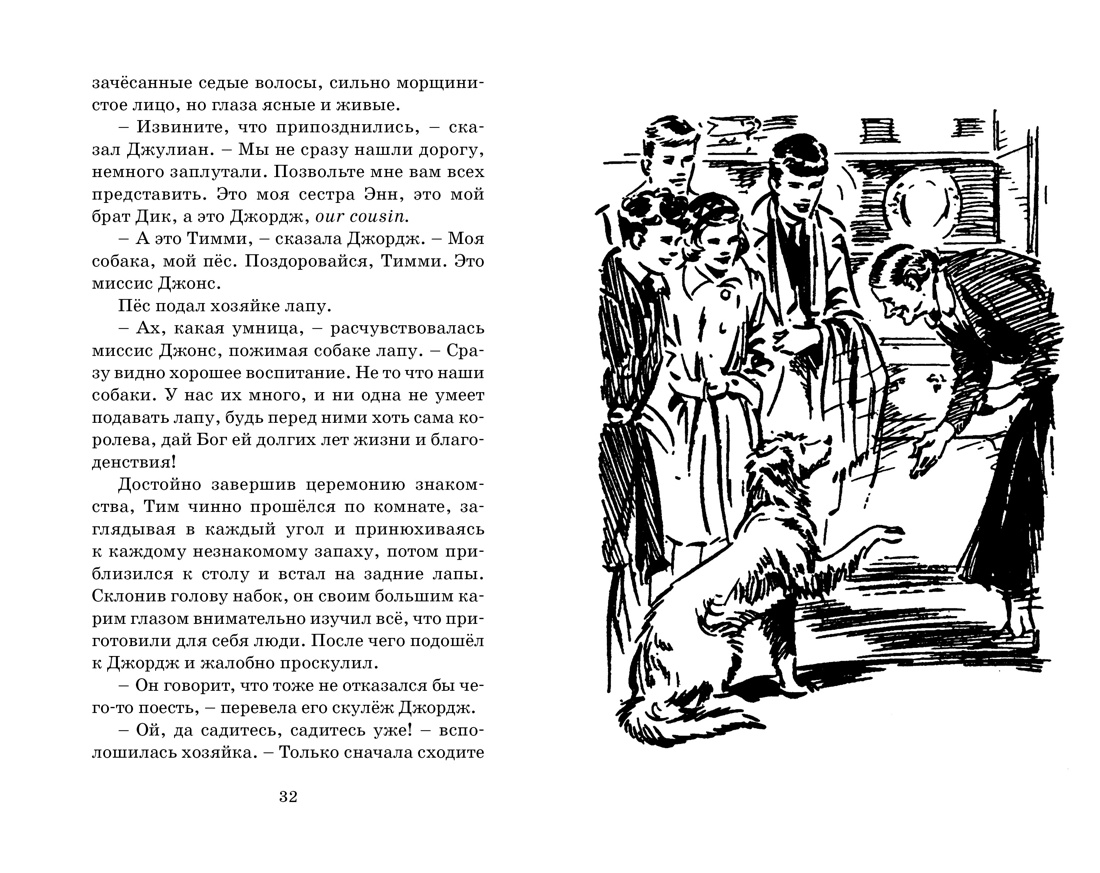 зачёсанные седые волосы, сильно морщини-
стое лицо, но глаза ясные и живые.
– Извините, что припозднились, – ска-
зал Джулиан. – Мы не сразу нашли дорогу,
немного заплутали. Позвольте мне вам всех
представить. Это моя сестра Энн, это мой
брат Дик, а это Джордж, our cousin.
– А это Тимми, – сказала Джордж. – Моя
собака, мой пёс. Поздоровайся, Тимми. Это
миссис Джонс.
Пёс подал хозяйке лапу.
– Ах, какая умница, – расчувствовалась
миссис Джонс, пожимая собаке лапу. – Сра-
зу видно хорошее воспитание. Не то что наши
собаки. У нас их много, и ни одна не умеет
подавать лапу, будь перед ними хоть сама ко-
ролева, дай Бог ей долгих лет жизни и благо-
денствия!
Достойно завершив церемонию знаком-
ства, Тим чинно прошёлся по комнате, за-
глядывая в каждый угол и принюхиваясь
к каждому незнакомому запаху, потом при-
близился к столу и встал на задние лапы.
Склонив голову набок, он своим большим ка-
рим глазом внимательно изучил всё, что при-
готовили для себя люди. После чего подошёл
к Джордж и жалобно проскулил.
– Он говорит, что тоже не отказался бы че-
го-то поесть, – перевела его скулёж Джордж.
– Ой, да садитесь, садитесь уже! – вспо-
лошилась хозяйка. – Только сначала сходите
32